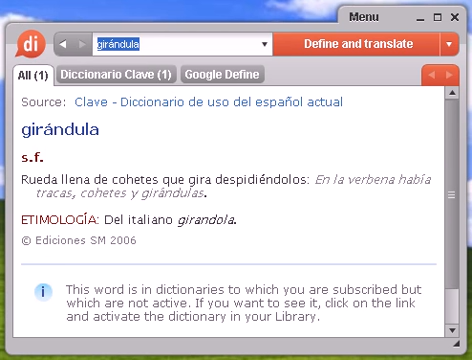 Menu
di
girándula
Define and translate
All (1)
Diccionario Clave (1)
Google Define
Source: Clave - Diccionario de uso del español actual
girándula
s.f.
Rueda llena de cohetes que gira despidiéndolos: En la verbena había
tracas, cohetes y girándulas.
ETIMOLOGÍA: Del italiano girandola.
© Ediciones SM 2006
i
This word is in dictionaries to which you are subscribed but
which are not active. If you want to see it, click on the link
and activate the dictionary in your Library.